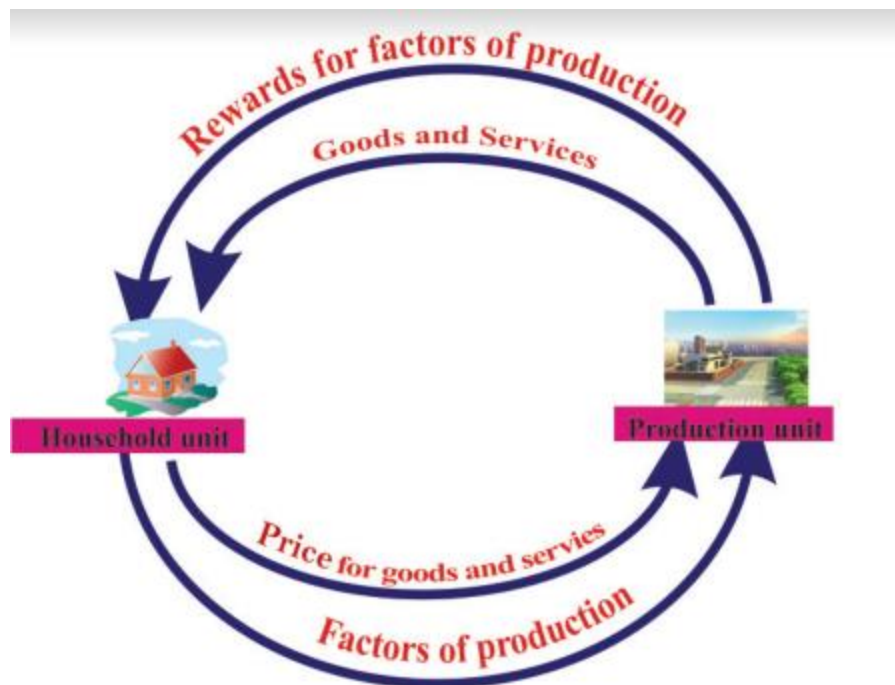 Rewards for factors of production
Goods and Services
Household unit
Production unit
Price for goods and servies
Factors of production